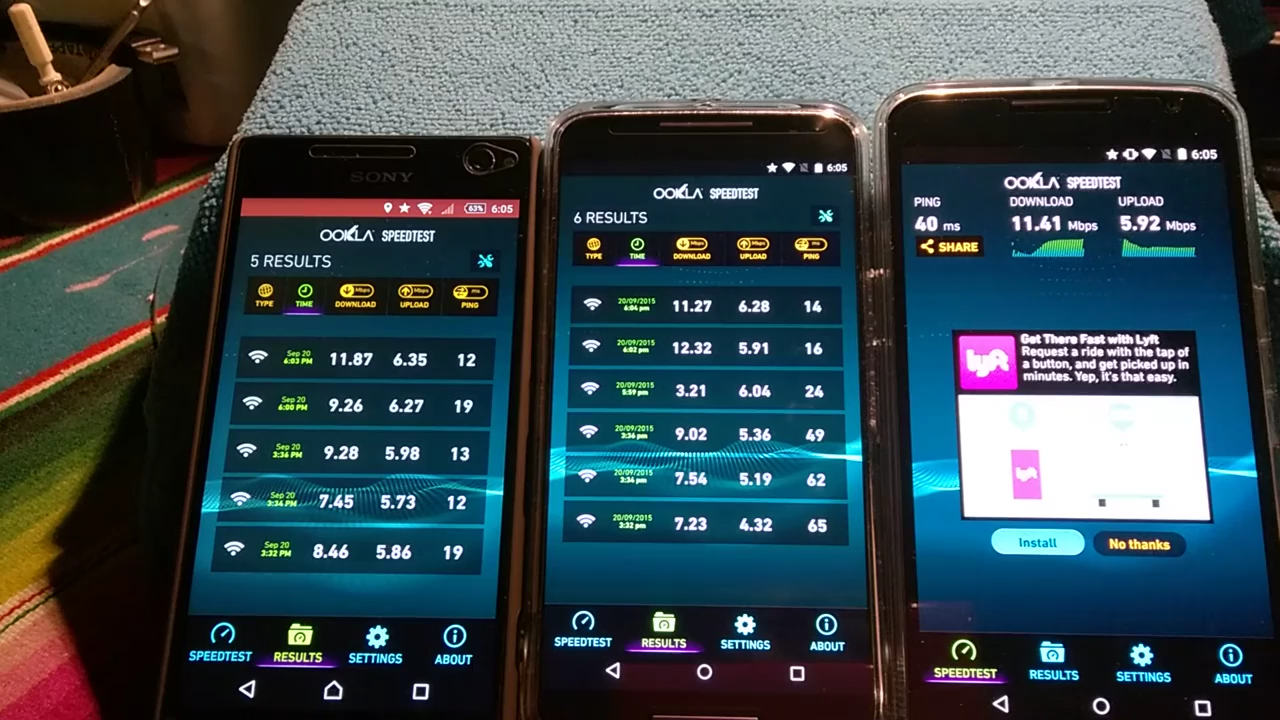 SONY
63% 6:05
OOKLA SPEEDTEST
5 RESULTS
TYPE TIME Mbps DOWNLOAD Mbps UPLOAD ms PING
Sep 20 6:03 PM 11.87 6.35 12
Sep 20 6:00 PM 9.26 6.27 19
Sep 20 3:36 PM 9.28 5.98 13
Sep 20 3:34 PM 7.45 5.73 12
Sep 20 3:32 PM 8.46 5.86 19
SPEEDTEST RESULTS SETTINGS ABOUT
6:05
OOKLA SPEEDTEST
6 RESULTS
TYPE TIME Mbps DOWNLOAD Mbps UPLOAD ms PING
20/09/2015 6:04 pm 11.27 6.28 14
20/09/2015 6:02 pm 12.32 5.91 16
20/09/2015 5:59 pm 3.21 6.04 24
20/09/2015 3:36 pm 9.02 5.36 49
20/09/2015 3:34 pm 7.54 5.19 62
20/09/2015 3:32 pm 7.23 4.32 65
SPEEDTEST RESULTS SETTINGS ABOUT
6:05
OOKLA SPEEDTEST
PING DOWNLOAD UPLOAD
40 ms 11.41 Mbps 5.92 Mbps
SHARE
lyft
Get There Fast with Lyft
Request a ride with the tap of
a button, and get picked up in
minutes. Yep, it's that easy.
lyft
Install No thanks
SPEEDTEST RESULTS SETTINGS ABOUT